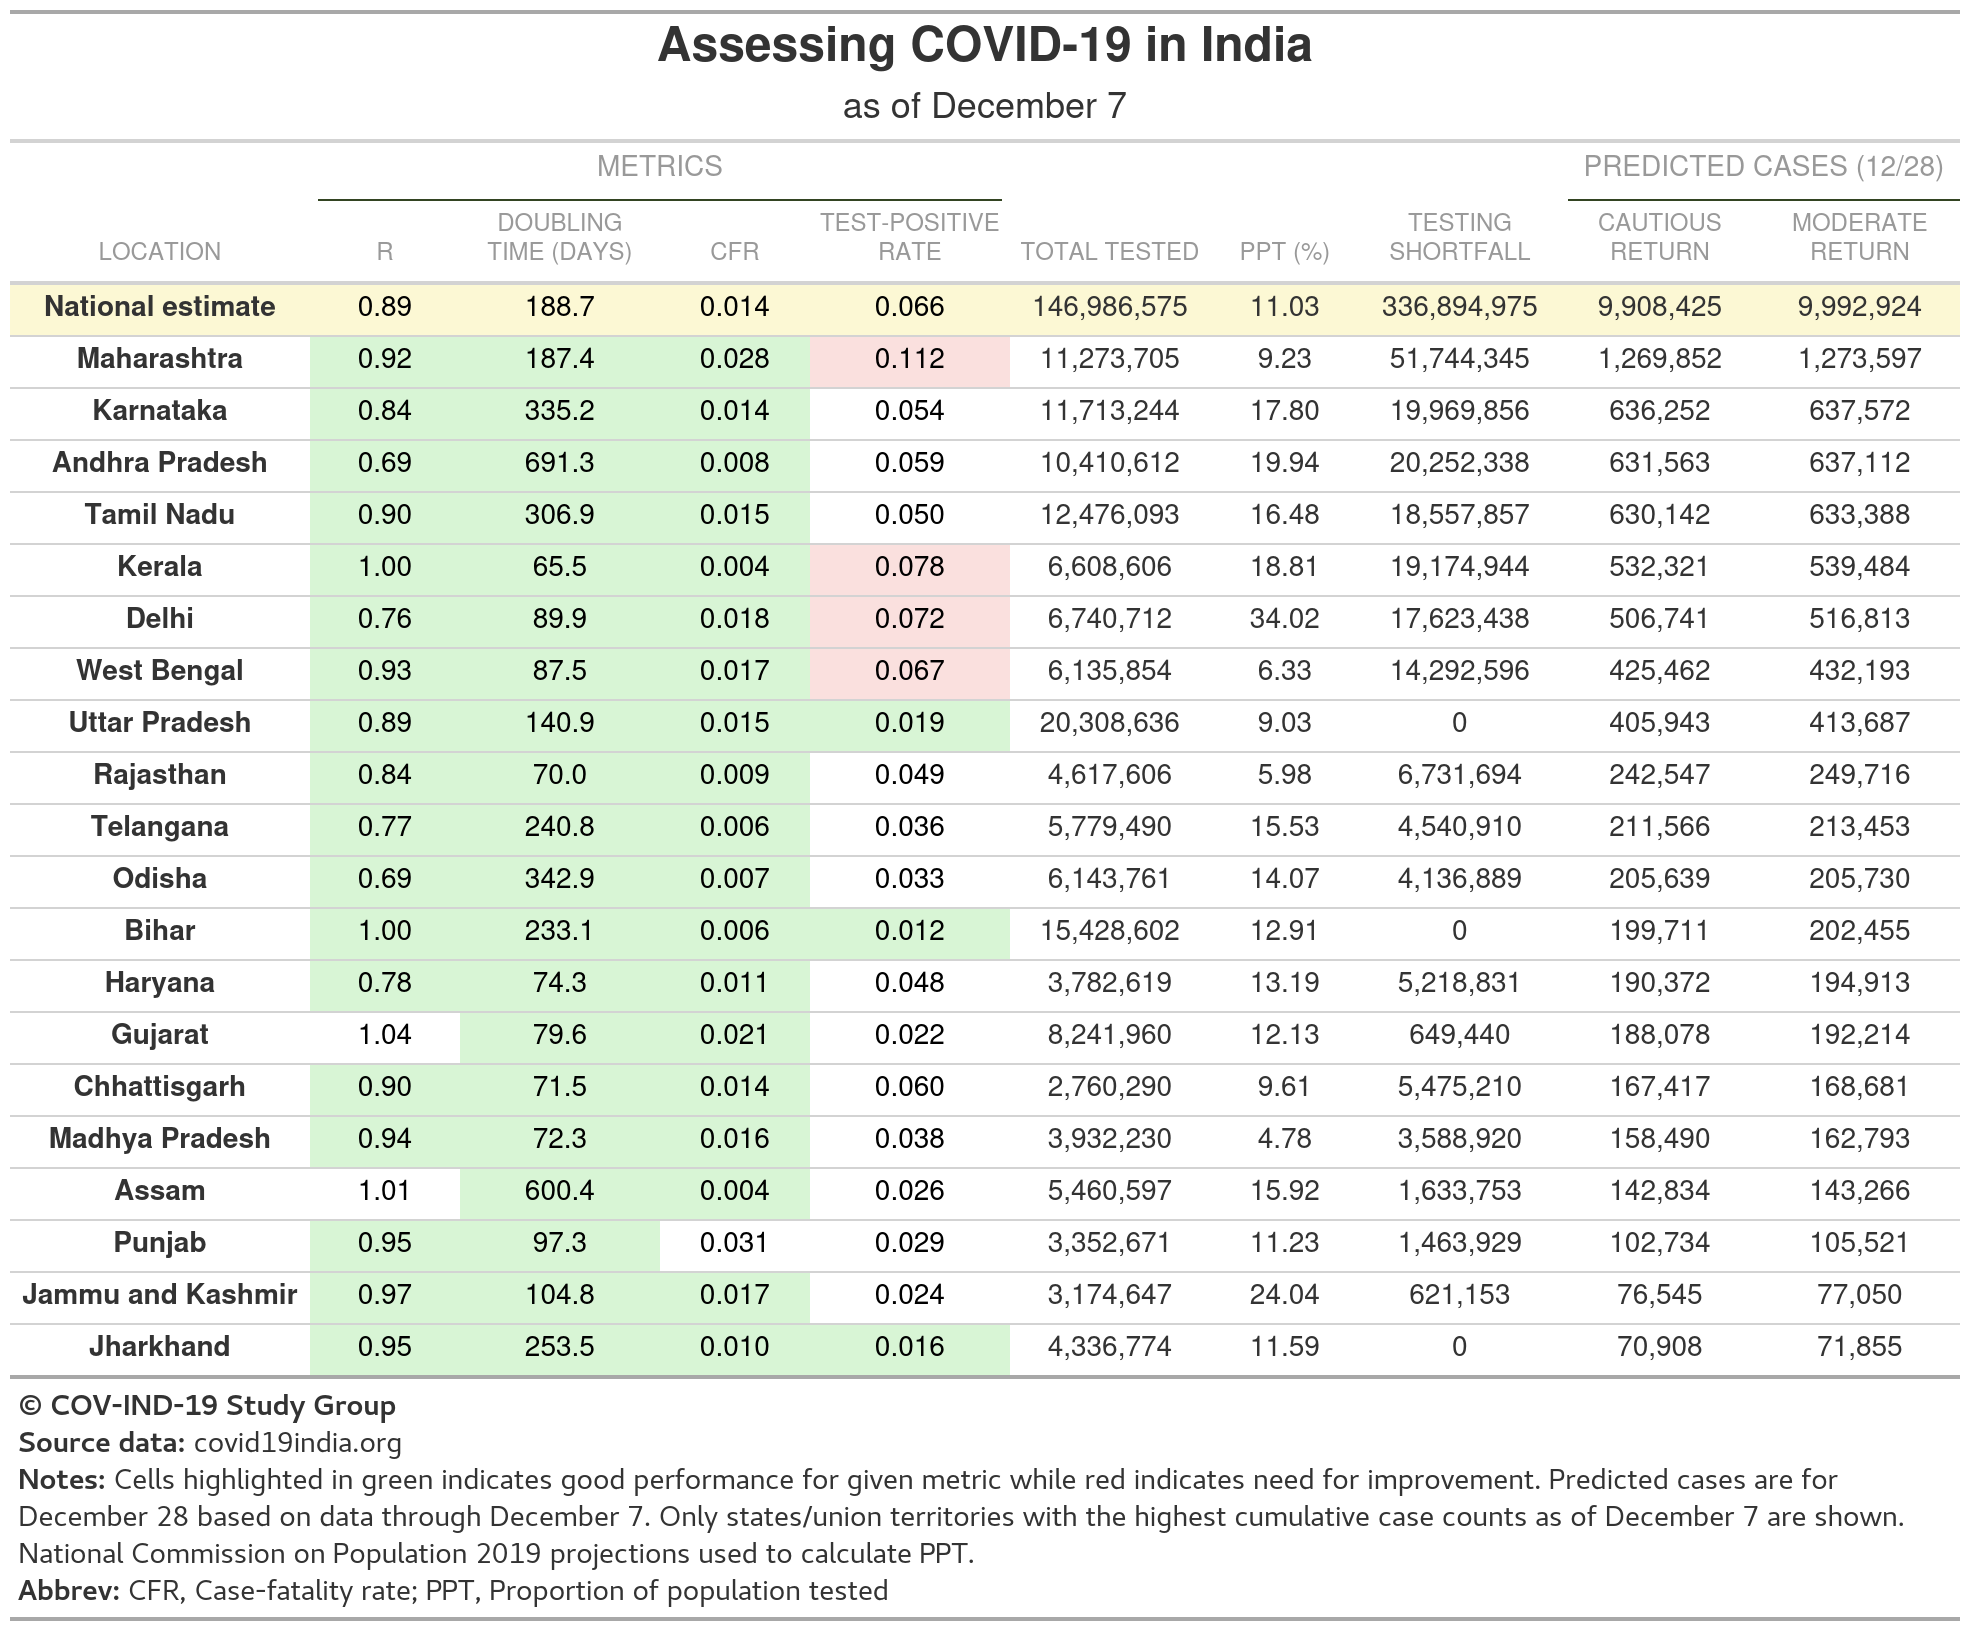 Assessing COVID-19 in India
as of December 7
METRICS PREDICTED CASES (12/28)
LOCATION R DOUBLING TIME (DAYS) CFR TEST-POSITIVE RATE TOTAL TESTED PPT (%) TESTING SHORTFALL CAUTIOUS RETURN MODERATE RETURN
National estimate 0.89 188.7 0.014 0.066 146,986,575 11.03 336,894,975 9,908,425 9,992,924
Maharashtra 0.92 187.4 0.028 0.112 11,273,705 9.23 51,744,345 1,269,852 1,273,597
Karnataka 0.84 335.2 0.014 0.054 11,713,244 17.80 19,969,856 636,252 637,572
Andhra Pradesh 0.69 691.3 0.008 0.059 10,410,612 19.94 20,252,338 631,563 637,112
Tamil Nadu 0.90 306.9 0.015 0.050 12,476,093 16.48 18,557,857 630,142 633,388
Kerala 1.00 65.5 0.004 0.078 6,608,606 18.81 19,174,944 532,321 539,484
Delhi 0.76 89.9 0.018 0.072 6,740,712 34.02 17,623,438 506,741 516,813
West Bengal 0.93 87.5 0.017 0.067 6,135,854 6.33 14,292,596 425,462 432,193
Uttar Pradesh 0.89 140.9 0.015 0.019 20,308,636 9.03 0 405,943 413,687
Rajasthan 0.84 70.0 0.009 0.049 4,617,606 5.98 6,731,694 242,547 249,716
Telangana 0.77 240.8 0.006 0.036 5,779,490 15.53 4,540,910 211,566 213,453
Odisha 0.69 342.9 0.007 0.033 6,143,761 14.07 4,136,889 205,639 205,730
Bihar 1.00 233.1 0.006 0.012 15,428,602 12.91 0 199,711 202,455
Haryana 0.78 74.3 0.011 0.048 3,782,619 13.19 5,218,831 190,372 194,913
Gujarat 1.04 79.6 0.021 0.022 8,241,960 12.13 649,440 188,078 192,214
Chhattisgarh 0.90 71.5 0.014 0.060 2,760,290 9.61 5,475,210 167,417 168,681
Madhya Pradesh 0.94 72.3 0.016 0.038 3,932,230 4.78 3,588,920 158,490 162,793
Assam 1.01 600.4 0.004 0.026 5,460,597 15.92 1,633,753 142,834 143,266
Punjab 0.95 97.3 0.031 0.029 3,352,671 11.23 1,463,929 102,734 105,521
Jammu and Kashmir 0.97 104.8 0.017 0.024 3,174,647 24.04 621,153 76,545 77,050
Jharkhand 0.95 253.5 0.010 0.016 4,336,774 11.59 0 70,908 71,855
© COV-IND-19 Study Group
Source data: covid19india.org
Notes: Cells highlighted in green indicates good performance for given metric while red indicates need for improvement. Predicted cases are for
December 28 based on data through December 7. Only states/union territories with the highest cumulative case counts as of December 7 are shown.
National Commission on Population 2019 projections used to calculate PPT.
Abbrev: CFR, Case-fatality rate; PPT, Proportion of population tested